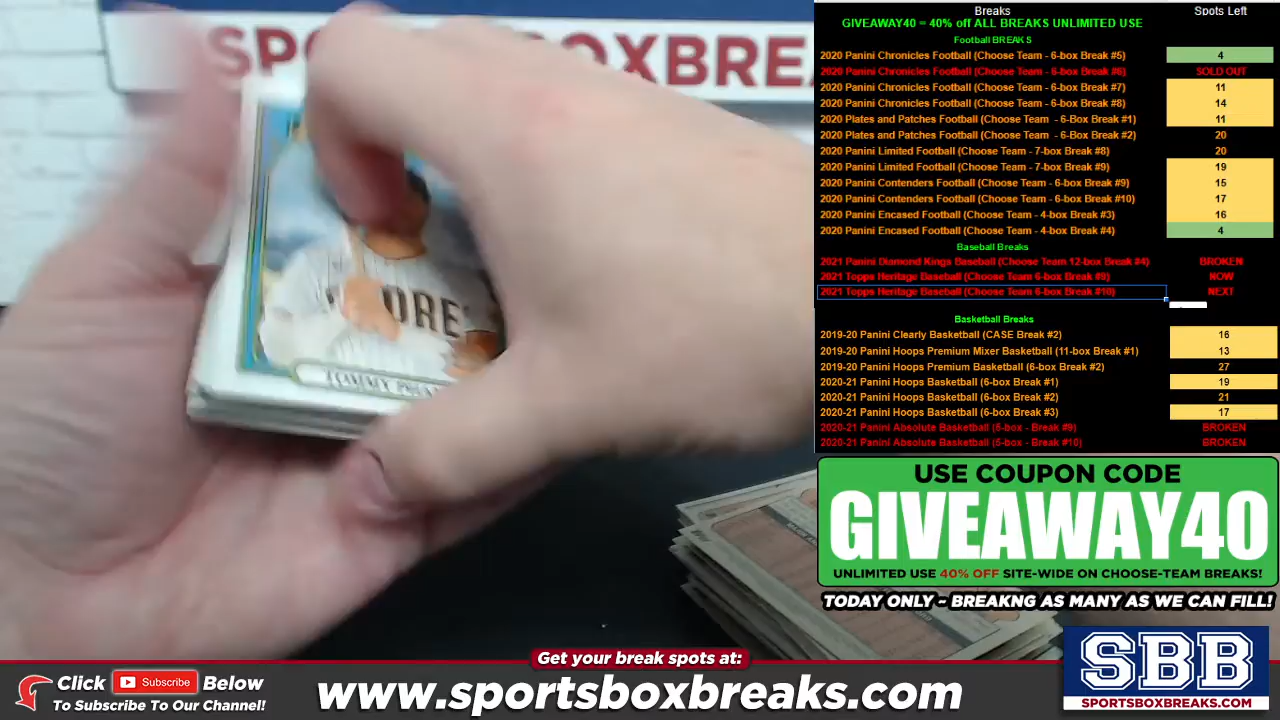 SPORTSBOXBREA
Breaks Spots Left
GIVEAWAY40 = 40% off ALL BREAKS UNLIMITED USE
Football BREAKS
2020 Panini Chronicles Football (Choose Team - 6-box Break #5) 4
2020 Panini Chronicles Football (Choose Team - 6-box Break #6) SOLD OUT
2020 Panini Chronicles Football (Choose Team - 6-box Break #7) 11
2020 Panini Chronicles Football (Choose Team - 6-box Break #8) 14
2020 Plates and Patches Football (Choose Team - 6-Box Break #1) 11
2020 Plates and Patches Football (Choose Team - 6-Box Break #2) 20
2020 Panini Limited Football (Choose Team - 7-box Break #8) 20
2020 Panini Limited Football (Choose Team - 7-box Break #9) 19
2020 Panini Contenders Football (Choose Team - 6-box Break #9) 15
2020 Panini Contenders Football (Choose Team - 6-box Break #10) 17
2020 Panini Encased Football (Choose Team - 4-box Break #3) 16
2020 Panini Encased Football (Choose Team - 4-box Break #4) 4
Baseball Breaks
2021 Panini Diamond Kings Baseball (Choose Team 12-box Break #4) BROKEN
2021 Topps Heritage Baseball (Choose Team 6-box Break #9) NOW
2021 Topps Heritage Baseball (Choose Team 6-box Break #10) NEXT
Basketball Breaks
2019-20 Panini Clearly Basketball (CASE Break #2) 16
2019-20 Panini Hoops Premium Mixer Basketball (11-box Break #1) 13
2019-20 Panini Hoops Premium Basketball (6-box Break #2) 27
2020-21 Panini Hoops Basketball (6-box Break #1) 19
2020-21 Panini Hoops Basketball (6-box Break #2) 21
2020-21 Panini Hoops Basketball (6-box Break #3) 17
2020-21 Panini Absolute Basketball (5-box - Break #9) BROKEN
2020-21 Panini Absolute Basketball (5-box - Break #10) BROKEN
USE COUPON CODE
GIVEAWAY40
UNLIMITED USE 40% OFF SITE-WIDE ON CHOOSE-TEAM BREAKS!
TODAY ONLY ~ BREAKNG AS MANY AS WE CAN FILL!
Get your break spots at:
Click Subscribe Below
To Subscribe To Our Channel!
www.sportsboxbreaks.com
SBB
SPORTSBOXBREAKS.COM